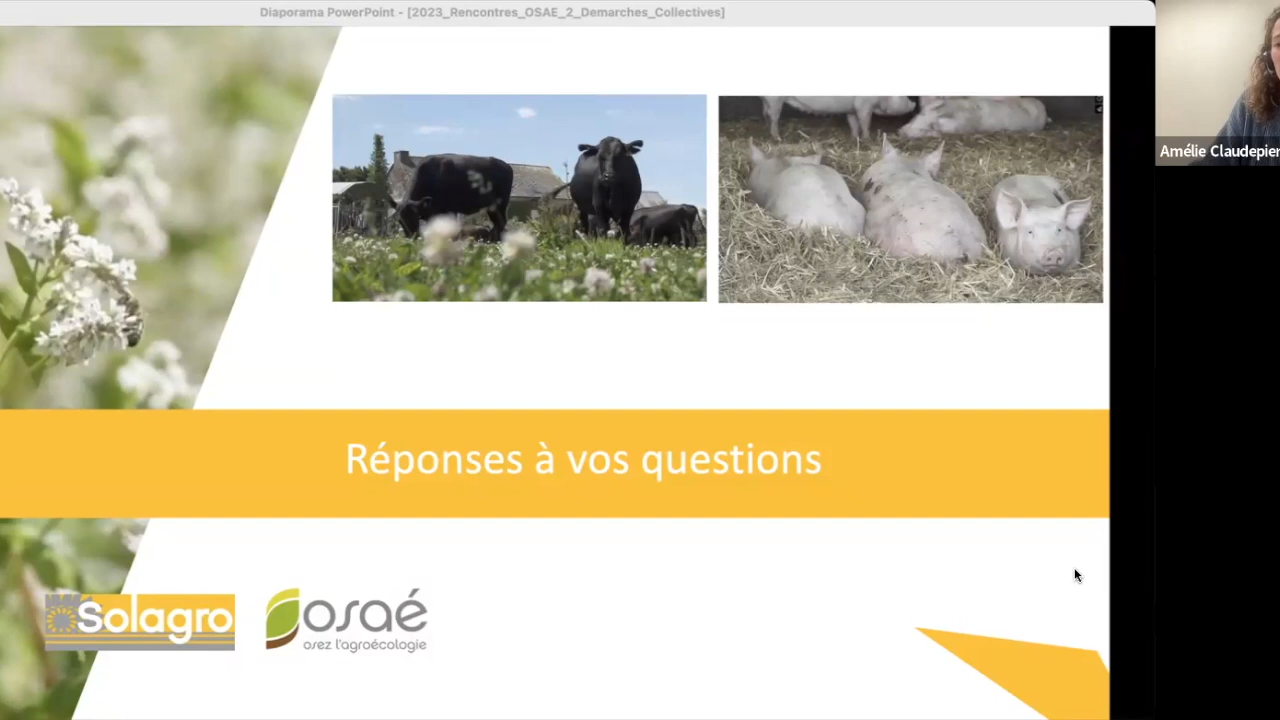 Diaporama PowerPoint - [2023_Rencontres_OSAE_2_Demarches_Collectives]
Amélie Claudepier
Réponses à vos questions
Solagro
osaé
osez l'agroécologie